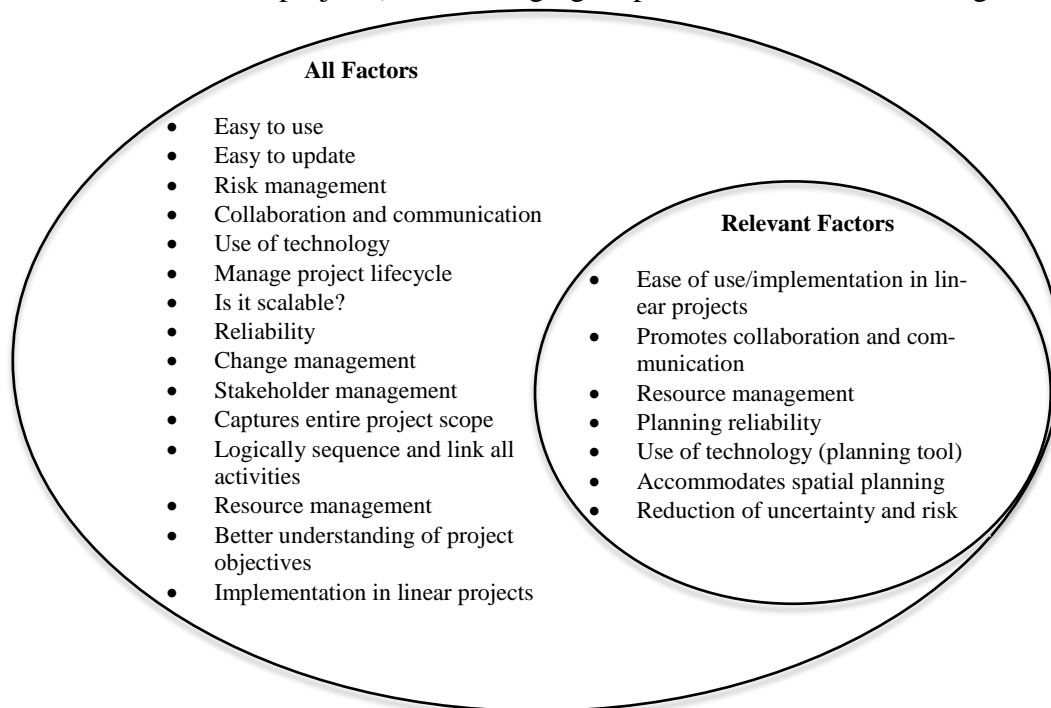 All Factors
• Easy to use
• Easy to update
• Risk management
• Collaboration and communication
• Use of technology
• Manage project lifecycle
• Is it scalable?
• Reliability
• Change management
• Stakeholder management
• Captures entire project scope
• Logically sequence and link all
activities
• Resource management
• Better understanding of project
objectives
• Implementation in linear projects
Relevant Factors
• Ease of use/implementation in lin-
ear projects
• Promotes collaboration and com-
munication
• Resource management
• Planning reliability
• Use of technology (planning tool)
• Accommodates spatial planning
• Reduction of uncertainty and risk